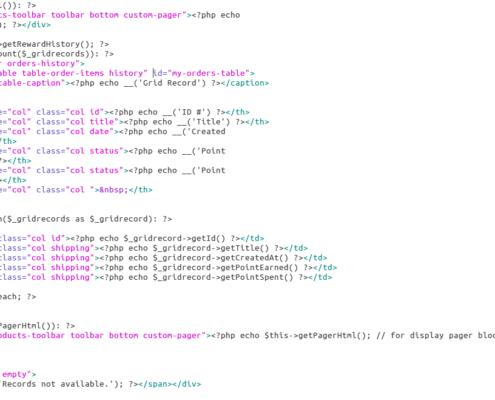 l()): ?>
ts-toolbar toolbar bottom custom-pager"><?php echo
); ?></div>
>getRewardHistory(); ?>
ount($_gridrecords)): ?>
r orders-history">
able table-order-items history" id="my-orders-table">
table-caption"><?php echo __('Grid Record') ?></caption>
e="col" class="col id"><?php echo __('ID #') ?></th>
e="col" class="col title"><?php echo __('Title') ?></th>
e="col" class="col date"><?php echo __('Created
/th>
e="col" class="col status"><?php echo __('Point
?></th>
e="col" class="col status"><?php echo __('Point
></th>
e="col" class="col ">&nbsp;</th>
h($_gridrecords as $_gridrecord): ?>
class="col id"><?php echo $_gridrecord->getId() ?></td>
class="col shipping"><?php echo $_gridrecord->getTitle() ?></td>
class="col shipping"><?php echo $_gridrecord->getCreatedAt() ?></td>
class="col shipping"><?php echo $_gridrecord->getPointEarned() ?></td>
class="col shipping"><?php echo $_gridrecord->getPointSpent() ?></td>
each; ?>
PagerHtml()): ?>
oducts-toolbar toolbar bottom custom-pager"><?php echo $this->getPagerHtml(); // for display pager bloc
empty">
'Records not available.'); ?></span></div>